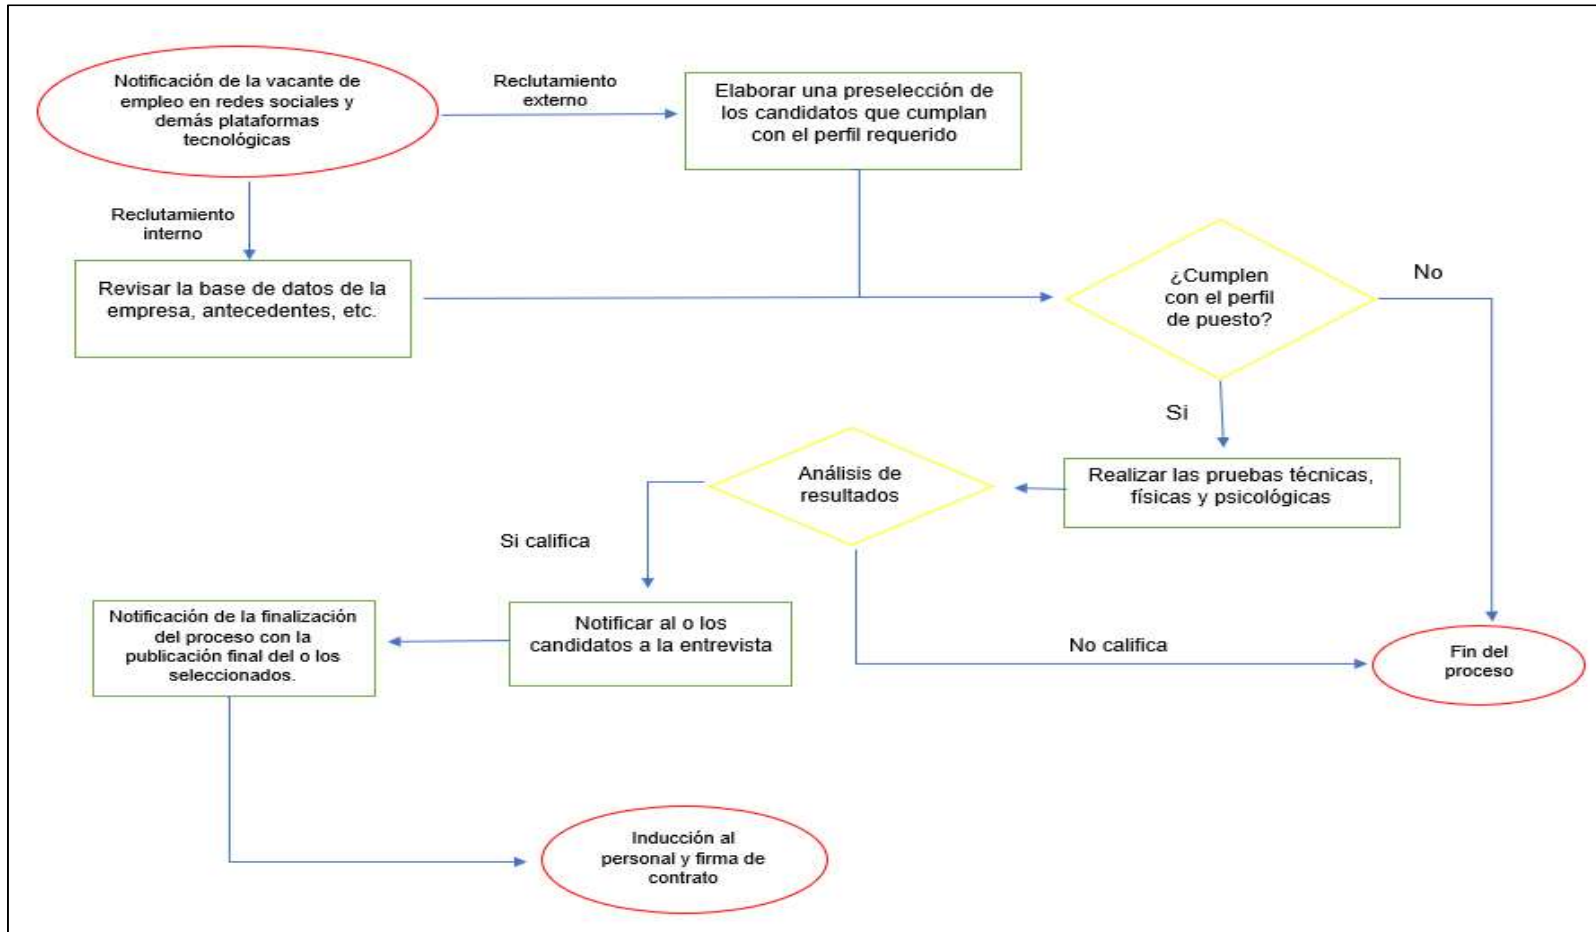 Notificación de la vacante de
empleo en redes sociales y
demás plataformas
tecnológicas
Reclutamiento
externo
Elaborar una preselección de
los candidatos que cumplan
con el perfil requerido
Reclutamiento
interno
Revisar la base de datos de la
empresa, antecedentes, etc.
¿Cumplen
con el perfil
de puesto?
No
Si
Realizar las pruebas técnicas,
físicas y psicológicas
Análisis de
resultados
Si califica
No califica
Notificar al o los
candidatos a la entrevista
Notificación de la finalización
del proceso con la
publicación final del o los
seleccionados.
Fin del
proceso
Inducción al
personal y firma de
contrato